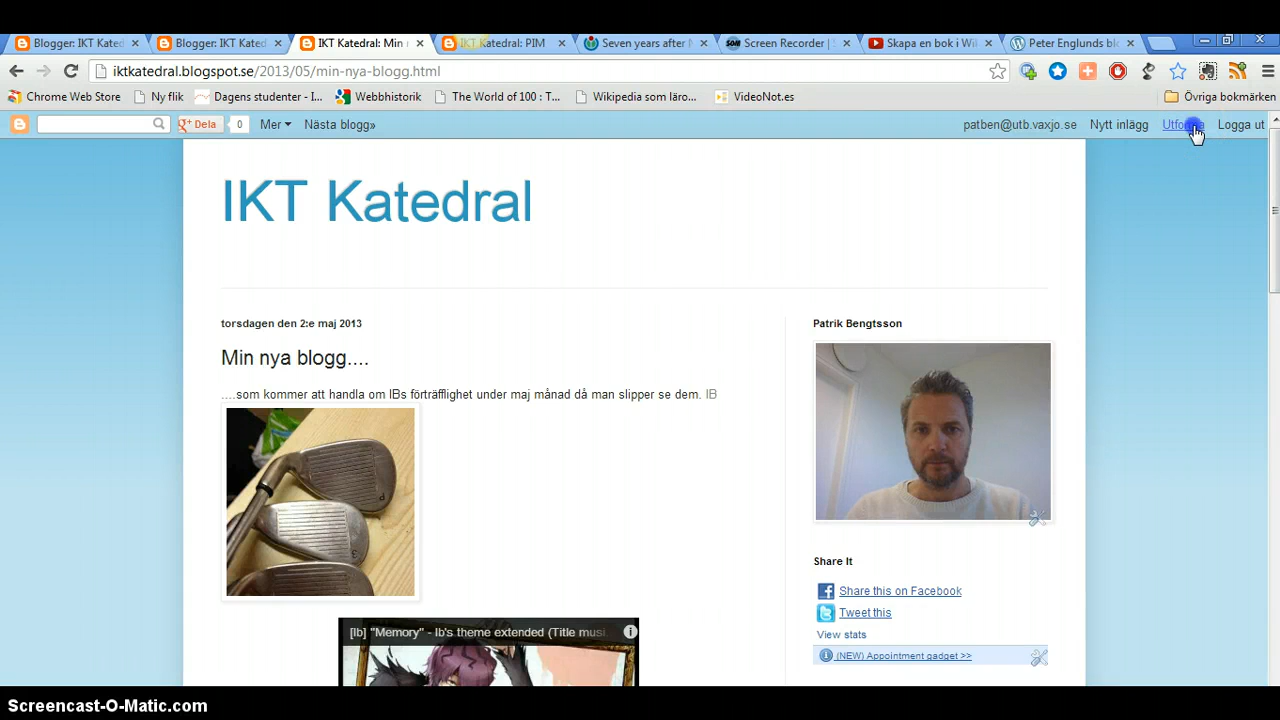 Blogger: IKT Kated
Blogger: IKT Kated
IKT Katedral: Min
IKT Katedral: PIM
Seven years after
Screen Recorder |
Skapa en bok i Wi
Peter Englunds bl
iktkatedral.blogspot.se/2013/05/min-nya-blogg.html
Chrome Web Store
Ny flik
Dagens studenter - I...
Webbhistorik
The World of 100 : T...
Wikipedia som läro...
VideoNot.es
Övriga bokmärken
Dela
0
Mer
Nästa blogg»
patben@utb.vaxjo.se
Nytt inlägg
Logga ut
IKT Katedral
torsdagen den 2:e maj 2013
Min nya blogg....
....som kommer att handla om IBs förträfflighet under maj månad då man slipper se dem. IB
[Ib] "Memory" - Ib's theme extended (Title musi
Patrik Bengtsson
Share It
Share this on Facebook
Tweet this
View stats
(NEW) Appointment gadget >>
Screencast-O-Matic.com